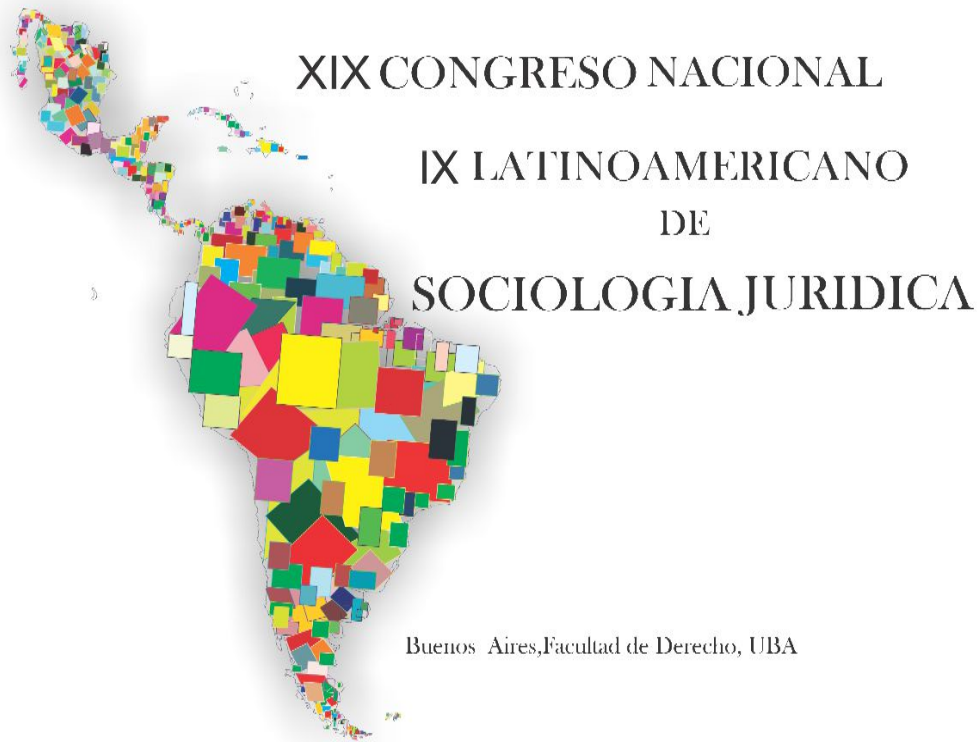 XIX CONGRESO NACIONAL
IX LATINOAMERICANO
DE
SOCIOLOGIA JURIDICA
Buenos Aires,Facultad de Derecho, UBA